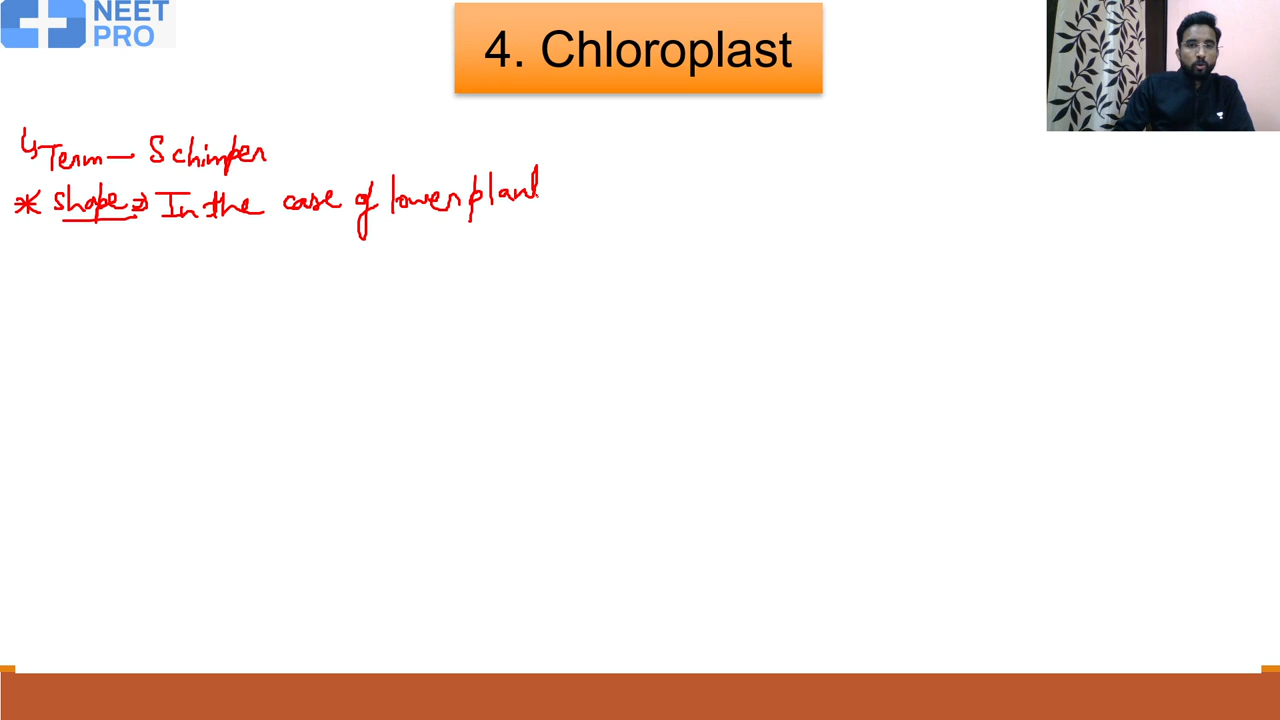 NEET
PRO
4. Chloroplast
↳ Term — Schimper
* Shape ⇒ In the case of lower plant